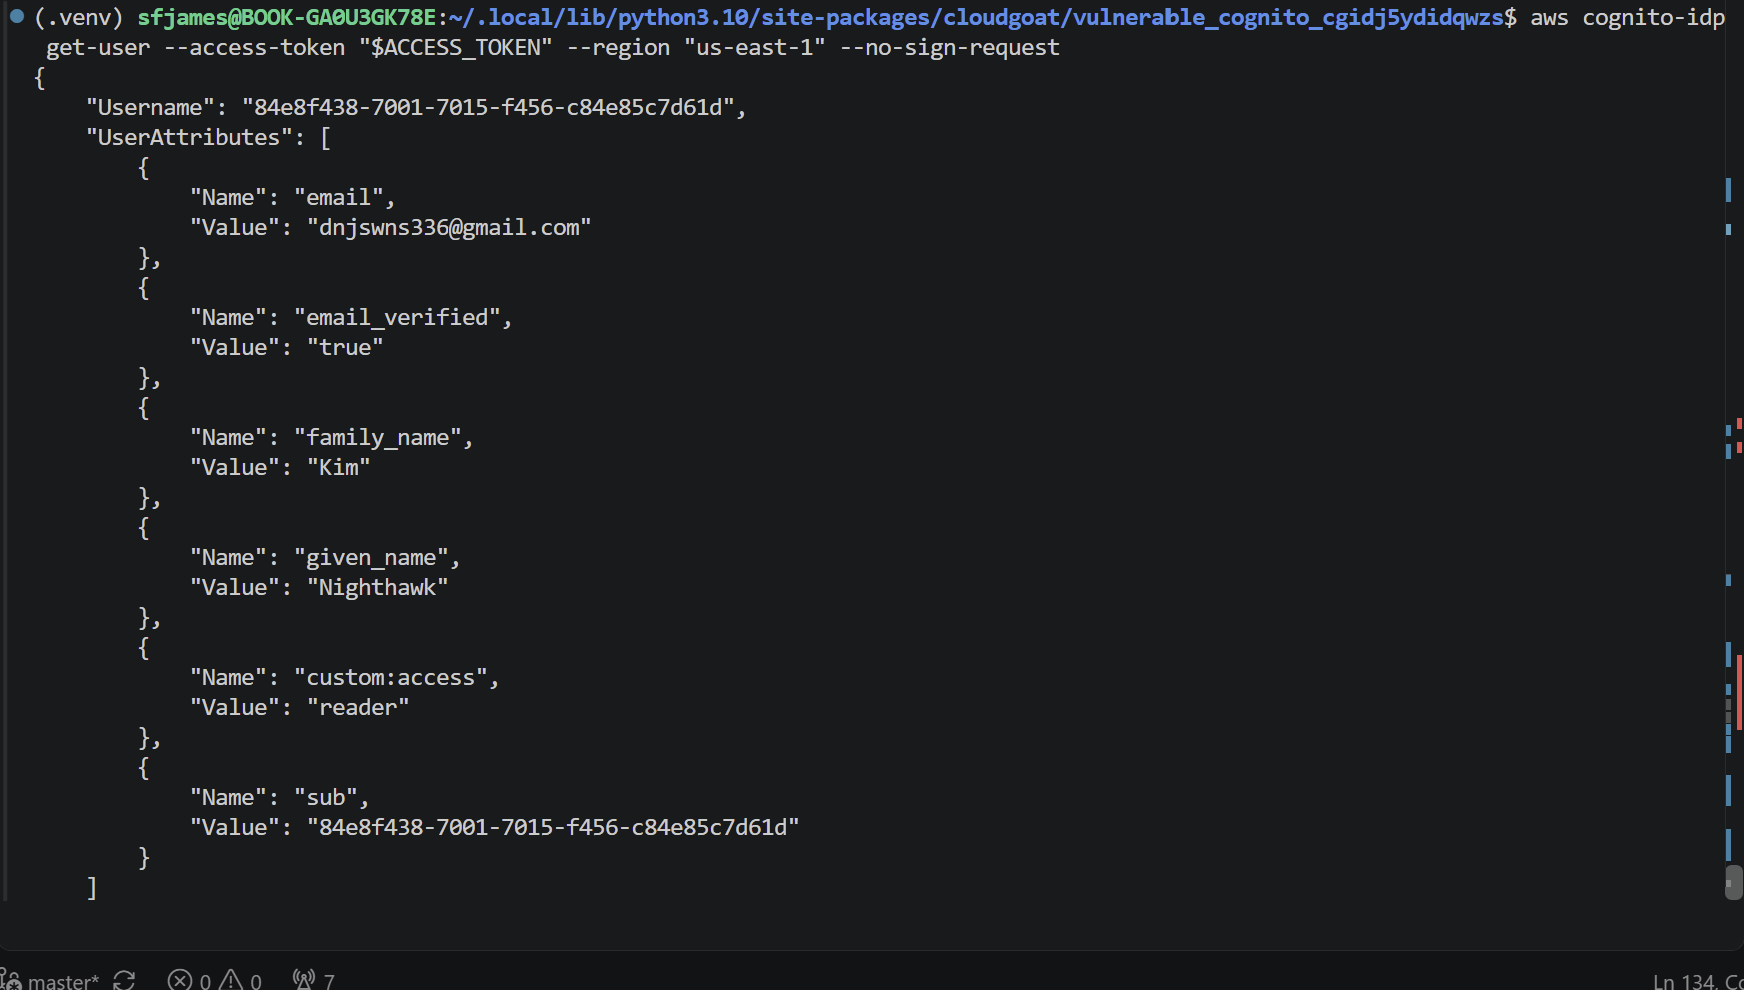 (.venv) sfjames@BOOK-GA0U3GK78E:~/.local/lib/python3.10/site-packages/cloudgoat/vulnerable_cognito_cgidj5ydidqwzs$ aws cognito-idp
get-user --access-token "$ACCESS_TOKEN" --region "us-east-1" --no-sign-request
{
    "Username": "84e8f438-7001-7015-f456-c84e85c7d61d",
    "UserAttributes": [
        {
            "Name": "email",
            "Value": "dnjswns336@gmail.com"
        },
        {
            "Name": "email_verified",
            "Value": "true"
        },
        {
            "Name": "family_name",
            "Value": "Kim"
        },
        {
            "Name": "given_name",
            "Value": "Nighthawk"
        },
        {
            "Name": "custom:access",
            "Value": "reader"
        },
        {
            "Name": "sub",
            "Value": "84e8f438-7001-7015-f456-c84e85c7d61d"
        }
    ]
master* 0 0 7 Ln 134, Co